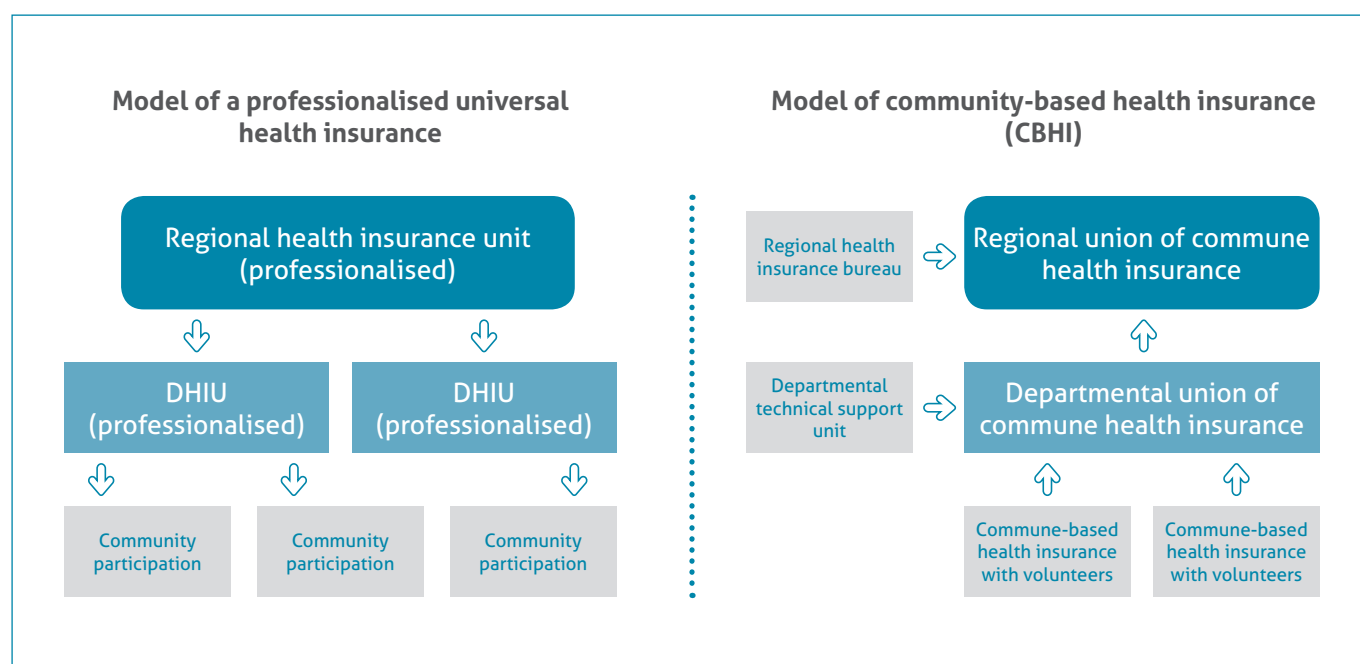 Model of a professionalised universal
health insurance
Regional health insurance unit
(professionalised)
DHIU
(professionalised)
DHIU
(professionalised)
Community
participation
Community
participation
Community
participation
Model of community-based health insurance
(CBHI)
Regional health
insurance bureau
Regional union of commune
health insurance
Departmental
technical support
unit
Departmental union of
commune health insurance
Commune-based
health insurance
with volunteers
Commune-based
health insurance
with volunteers